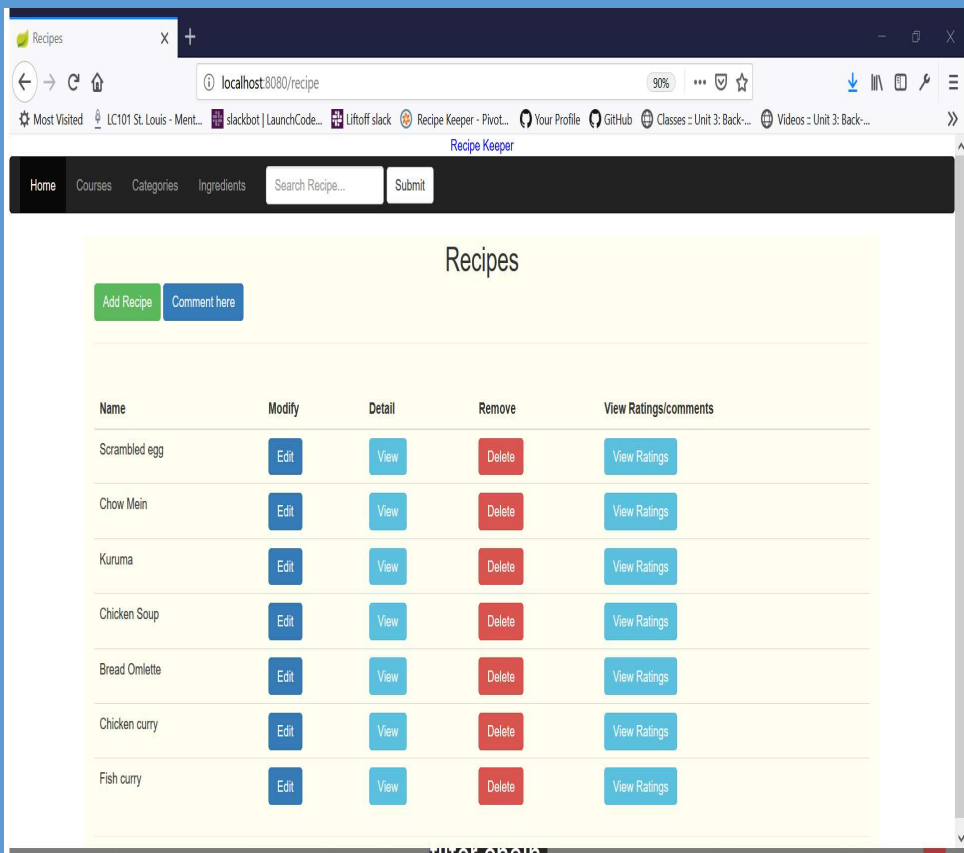 Recipes
localhost:8080/recipe 90%
Most Visited LC101 St. Louis - Ment... slackbot | LaunchCode... Liftoff slack Recipe Keeper - Pivot... Your Profile GitHub Classes :: Unit 3: Back-... Videos :: Unit 3: Back-...
Recipe Keeper
Home Courses Categories Ingredients Search Recipe... Submit
Recipes
Add Recipe Comment here
Name Modify Detail Remove View Ratings/comments
Scrambled egg Edit View Delete View Ratings
Chow Mein Edit View Delete View Ratings
Kuruma Edit View Delete View Ratings
Chicken Soup Edit View Delete View Ratings
Bread Omlette Edit View Delete View Ratings
Chicken curry Edit View Delete View Ratings
Fish curry Edit View Delete View Ratings